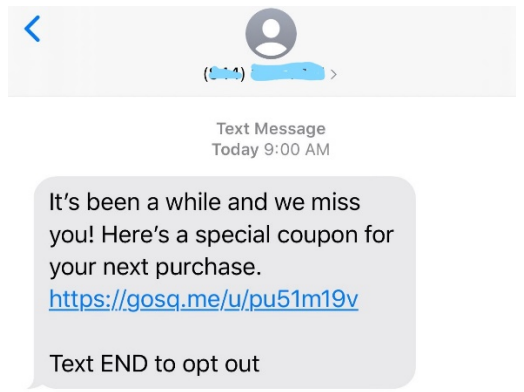 Text Message
Today 9:00 AM
It's been a while and we miss
you! Here's a special coupon for
your next purchase.
https://gosq.me/u/pu51m19v
Text END to opt out